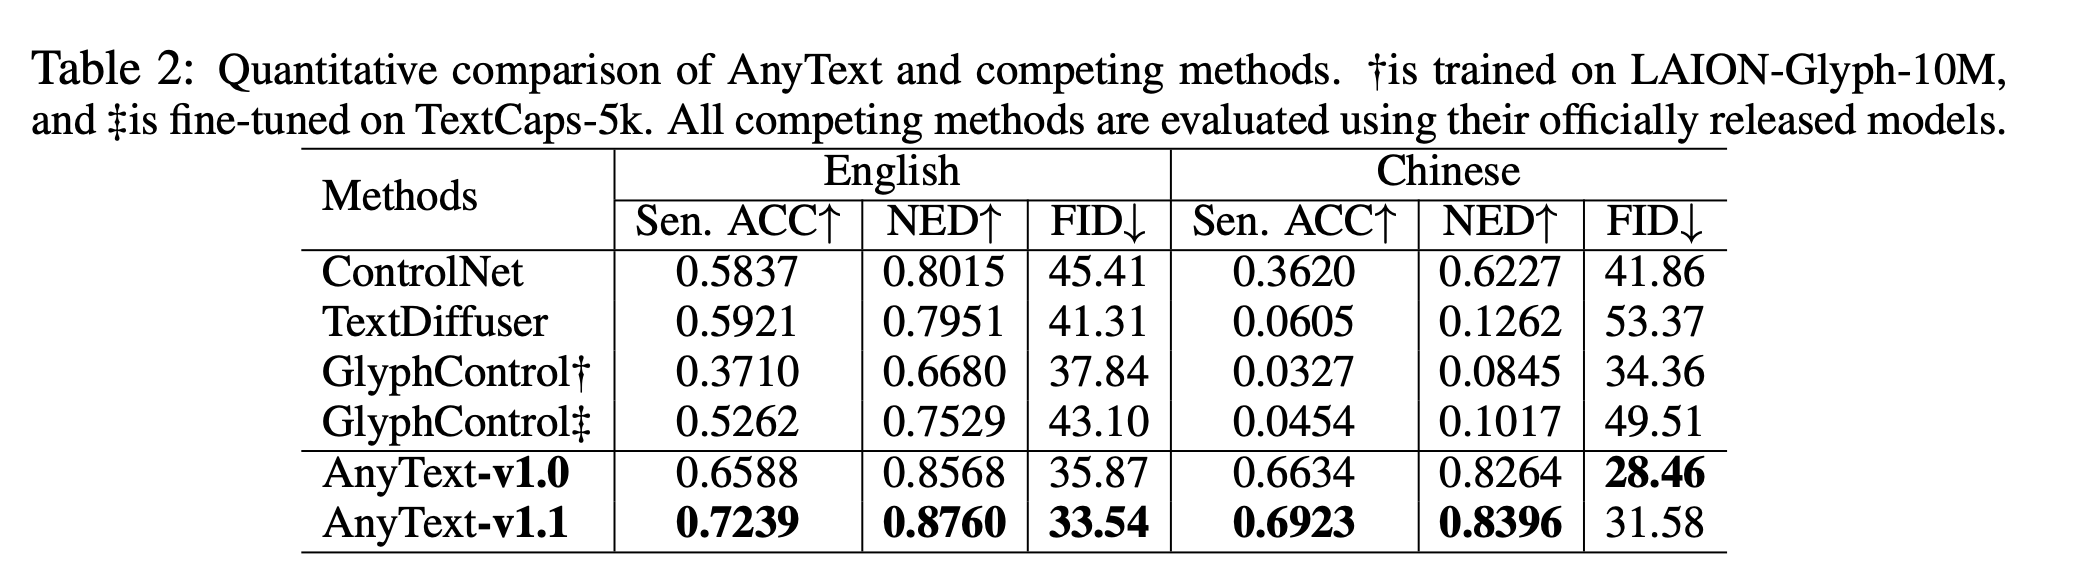 Table 2: Quantitative comparison of AnyText and competing methods. †is trained on LAION-Glyph-10M,
and ‡is fine-tuned on TextCaps-5k. All competing methods are evaluated using their officially released models.
Methods English Chinese
Sen. ACC↑ NED↑ FID↓ Sen. ACC↑ NED↑ FID↓
ControlNet 0.5837 0.8015 45.41 0.3620 0.6227 41.86
TextDiffuser 0.5921 0.7951 41.31 0.0605 0.1262 53.37
GlyphControl† 0.3710 0.6680 37.84 0.0327 0.0845 34.36
GlyphControl‡ 0.5262 0.7529 43.10 0.0454 0.1017 49.51
AnyText-v1.0 0.6588 0.8568 35.87 0.6634 0.8264 28.46
AnyText-v1.1 0.7239 0.8760 33.54 0.6923 0.8396 31.58